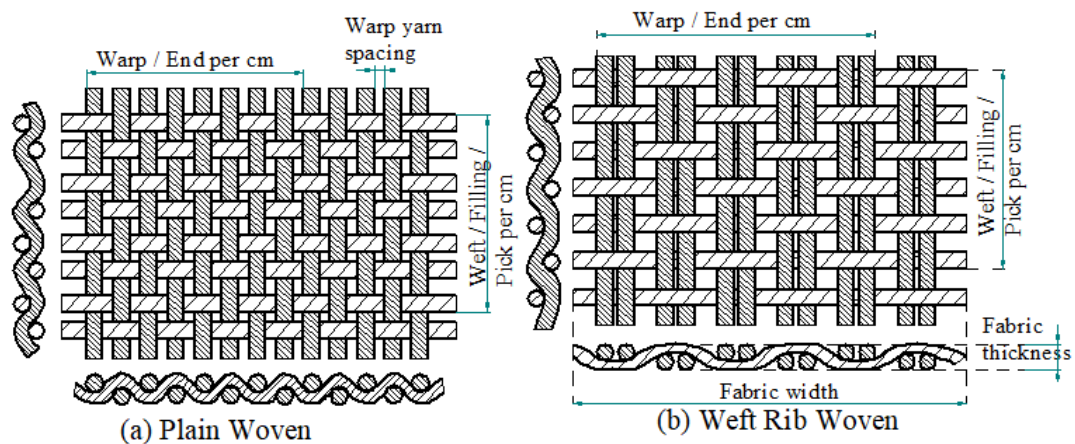 Warp yarn
spacing
Warp / End per cm
Weft / Filling /
Pick per cm
(a) Plain Woven
Warp / End per cm
Weft / Filling /
Pick per cm
Fabric
thickness
Fabric width
(b) Weft Rib Woven